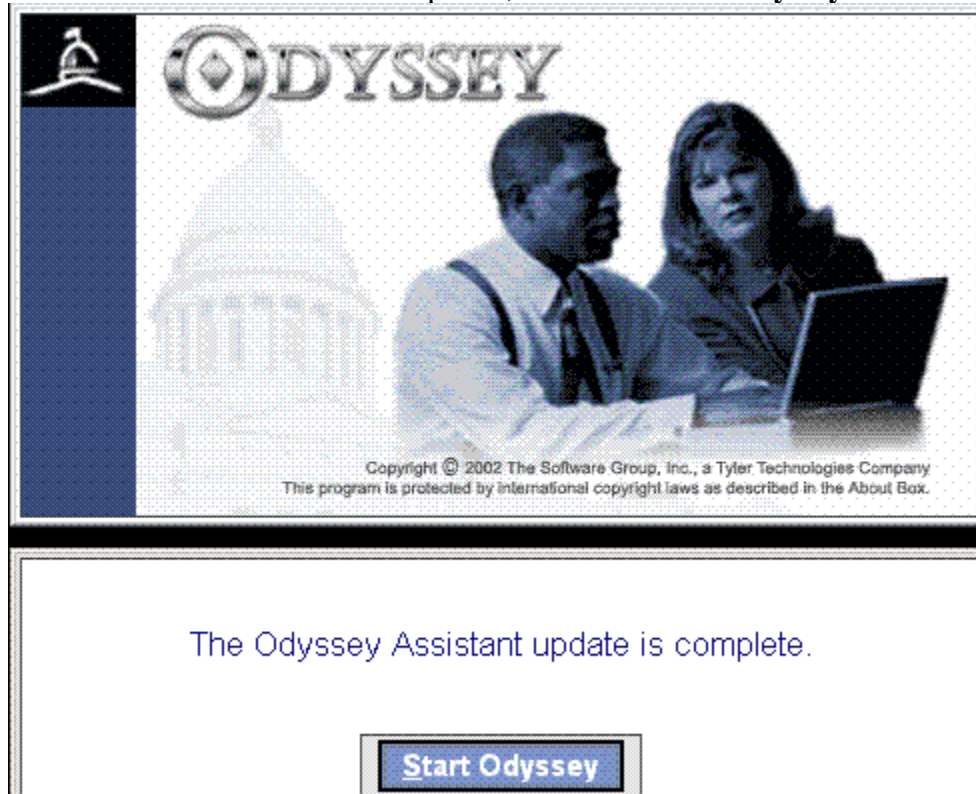 ODYSSEY
Copyright © 2002 The Software Group, Inc., a Tyler Technologies Company
This program is protected by international copyright laws as described in the About Box.
The Odyssey Assistant update is complete.
Start Odyssey